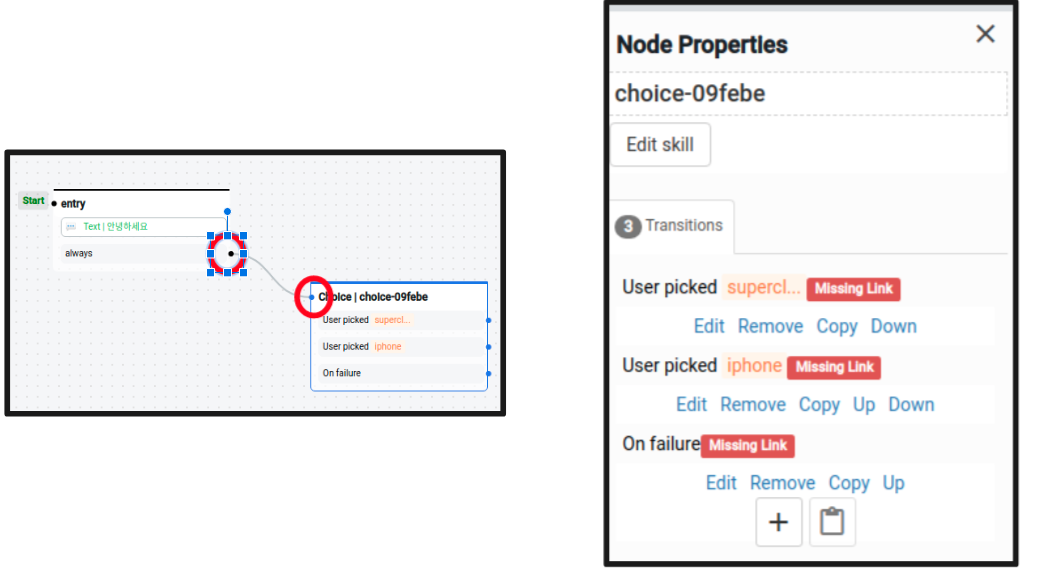 Start
entry
Text | 안녕하세요
always
Choice | choice-09febe
User picked supercl...
User picked iphone
On failure
Node Properties
choice-09febe
Edit skill
3 Transitions
User picked supercl... Missing Link
Edit Remove Copy Down
User picked iphone Missing Link
Edit Remove Copy Up Down
On failure Missing Link
Edit Remove Copy Up